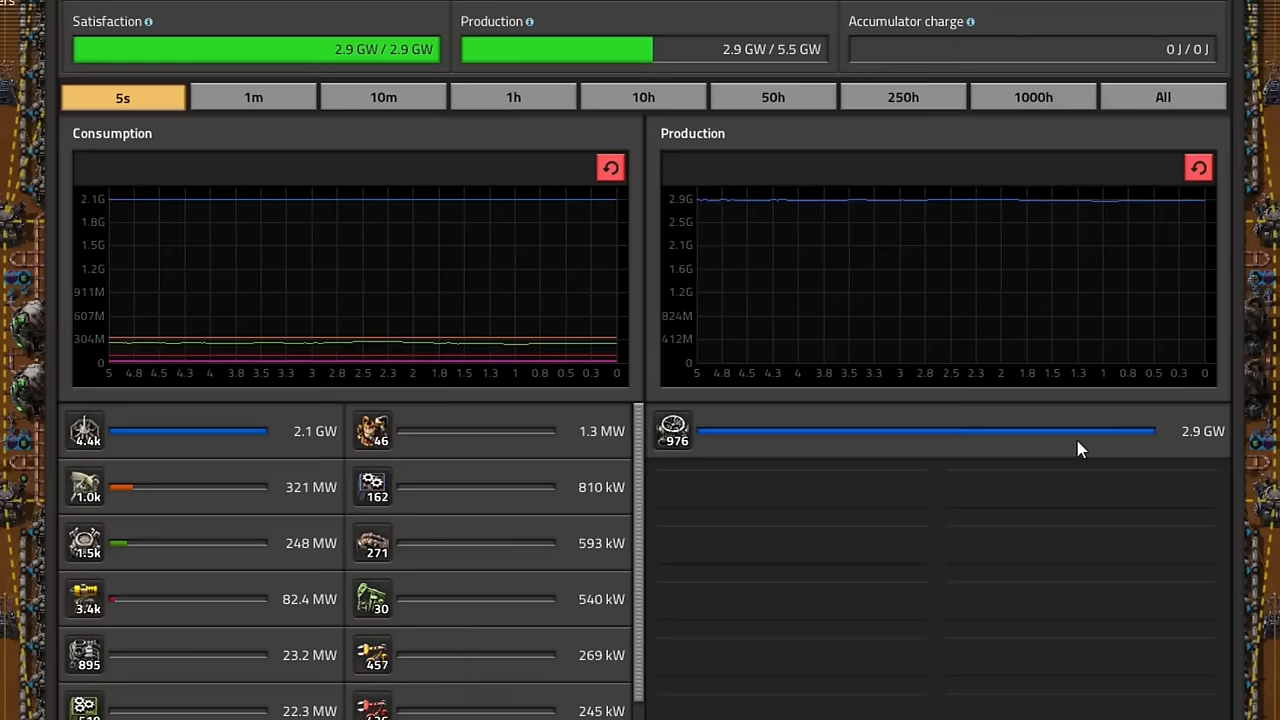 Satisfaction Production Accumulator charge
2.9 GW / 2.9 GW 2.9 GW / 5.5 GW 0 J / 0 J
5s 1m 10m 1h 10h 50h 250h 1000h All
Consumption Production
2.1G
1.8G
1.5G
1.2G
911M
607M
304M
0
5 4.8 4.5 4.3 4 3.8 3.5 3.3 3 2.8 2.5 2.3 2 1.8 1.5 1.3 1 0.8 0.5 0.3 0
2.9G
2.5G
2.1G
1.6G
1.2G
824M
412M
0
5 4.8 4.5 4.3 4 3.8 3.5 3.3 3 2.8 2.5 2.3 2 1.8 1.5 1.3 1 0.8 0.5 0.3 0
4.4k 2.1 GW 46 1.3 MW 976 2.9 GW
1.0k 321 MW 162 810 kW
1.5k 248 MW 271 593 kW
3.4k 82.4 MW 30 540 kW
895 23.2 MW 457 269 kW
22.3 MW 245 kW